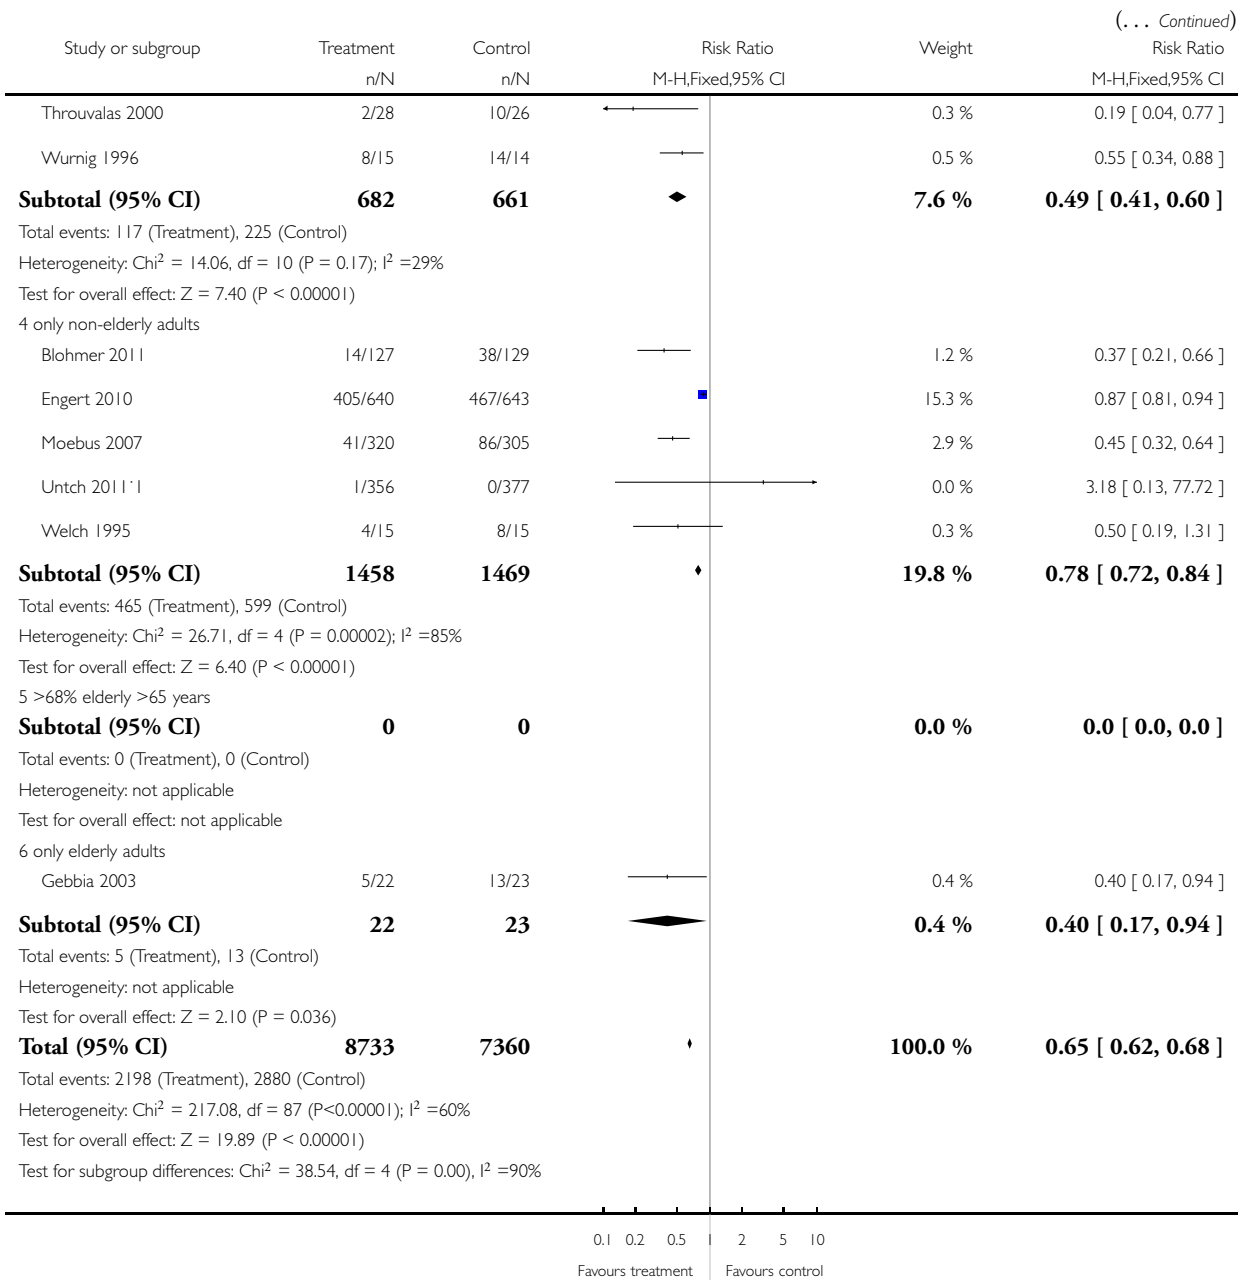 (... Continued)
Study or subgroup Treatment Control Risk Ratio Weight Risk Ratio
n/N n/N M-H,Fixed,95% CI M-H,Fixed,95% CI
Throuvalas 2000 2/28 10/26 0.3 % 0.19 [ 0.04, 0.77 ]
Wurnig 1996 8/15 14/14 0.5 % 0.55 [ 0.34, 0.88 ]
Subtotal (95% CI) 682 661 7.6 % 0.49 [ 0.41, 0.60 ]
Total events: 117 (Treatment), 225 (Control)
Heterogeneity: Chi² = 14.06, df = 10 (P = 0.17); I² =29%
Test for overall effect: Z = 7.40 (P < 0.00001)
4 only non-elderly adults
Blohmer 2011 14/127 38/129 1.2 % 0.37 [ 0.21, 0.66 ]
Engert 2010 405/640 467/643 15.3 % 0.87 [ 0.81, 0.94 ]
Moebus 2007 41/320 86/305 2.9 % 0.45 [ 0.32, 0.64 ]
Untch 2011˙1 1/356 0/377 0.0 % 3.18 [ 0.13, 77.72 ]
Welch 1995 4/15 8/15 0.3 % 0.50 [ 0.19, 1.31 ]
Subtotal (95% CI) 1458 1469 19.8 % 0.78 [ 0.72, 0.84 ]
Total events: 465 (Treatment), 599 (Control)
Heterogeneity: Chi² = 26.71, df = 4 (P = 0.00002); I² =85%
Test for overall effect: Z = 6.40 (P < 0.00001)
5 >68% elderly >65 years
Subtotal (95% CI) 0 0 0.0 % 0.0 [ 0.0, 0.0 ]
Total events: 0 (Treatment), 0 (Control)
Heterogeneity: not applicable
Test for overall effect: not applicable
6 only elderly adults
Gebbia 2003 5/22 13/23 0.4 % 0.40 [ 0.17, 0.94 ]
Subtotal (95% CI) 22 23 0.4 % 0.40 [ 0.17, 0.94 ]
Total events: 5 (Treatment), 13 (Control)
Heterogeneity: not applicable
Test for overall effect: Z = 2.10 (P = 0.036)
Total (95% CI) 8733 7360 100.0 % 0.65 [ 0.62, 0.68 ]
Total events: 2198 (Treatment), 2880 (Control)
Heterogeneity: Chi² = 217.08, df = 87 (P<0.00001); I² =60%
Test for overall effect: Z = 19.89 (P < 0.00001)
Test for subgroup differences: Chi² = 38.54, df = 4 (P = 0.00), I² =90%
0.1 0.2 0.5 1 2 5 10
Favours treatment Favours control